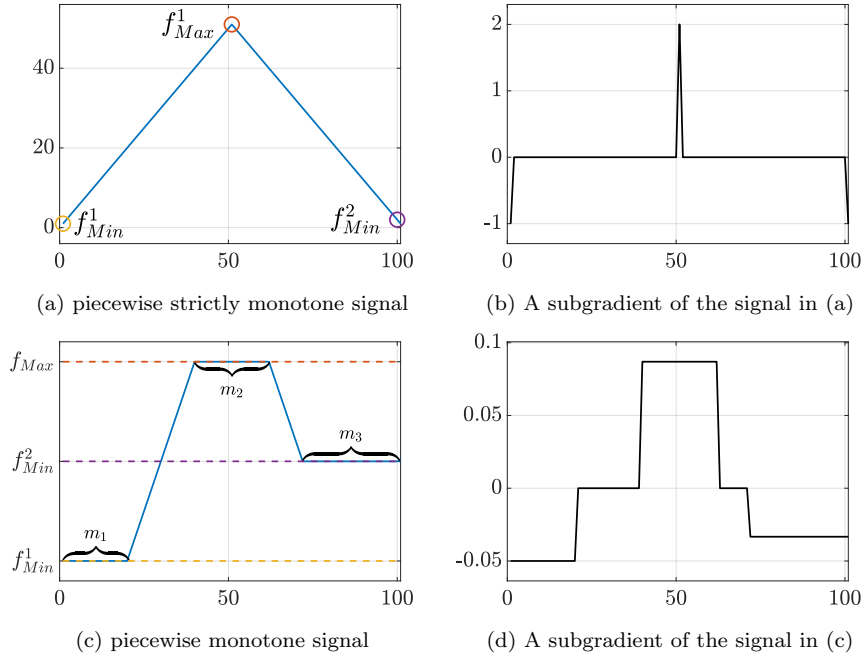 f^1_{Max}
40
20
0
f^1_{Min}
f^2_{Min}
0
50
100
(a) piecewise strictly monotone signal
2
1
0
-1
0
50
100
(b) A subgradient of the signal in (a)
f_{Max}
f^2_{Min}
f^1_{Min}
m_1
m_2
m_3
0
50
100
(c) piecewise monotone signal
0.1
0.05
0
-0.05
0
50
100
(d) A subgradient of the signal in (c)